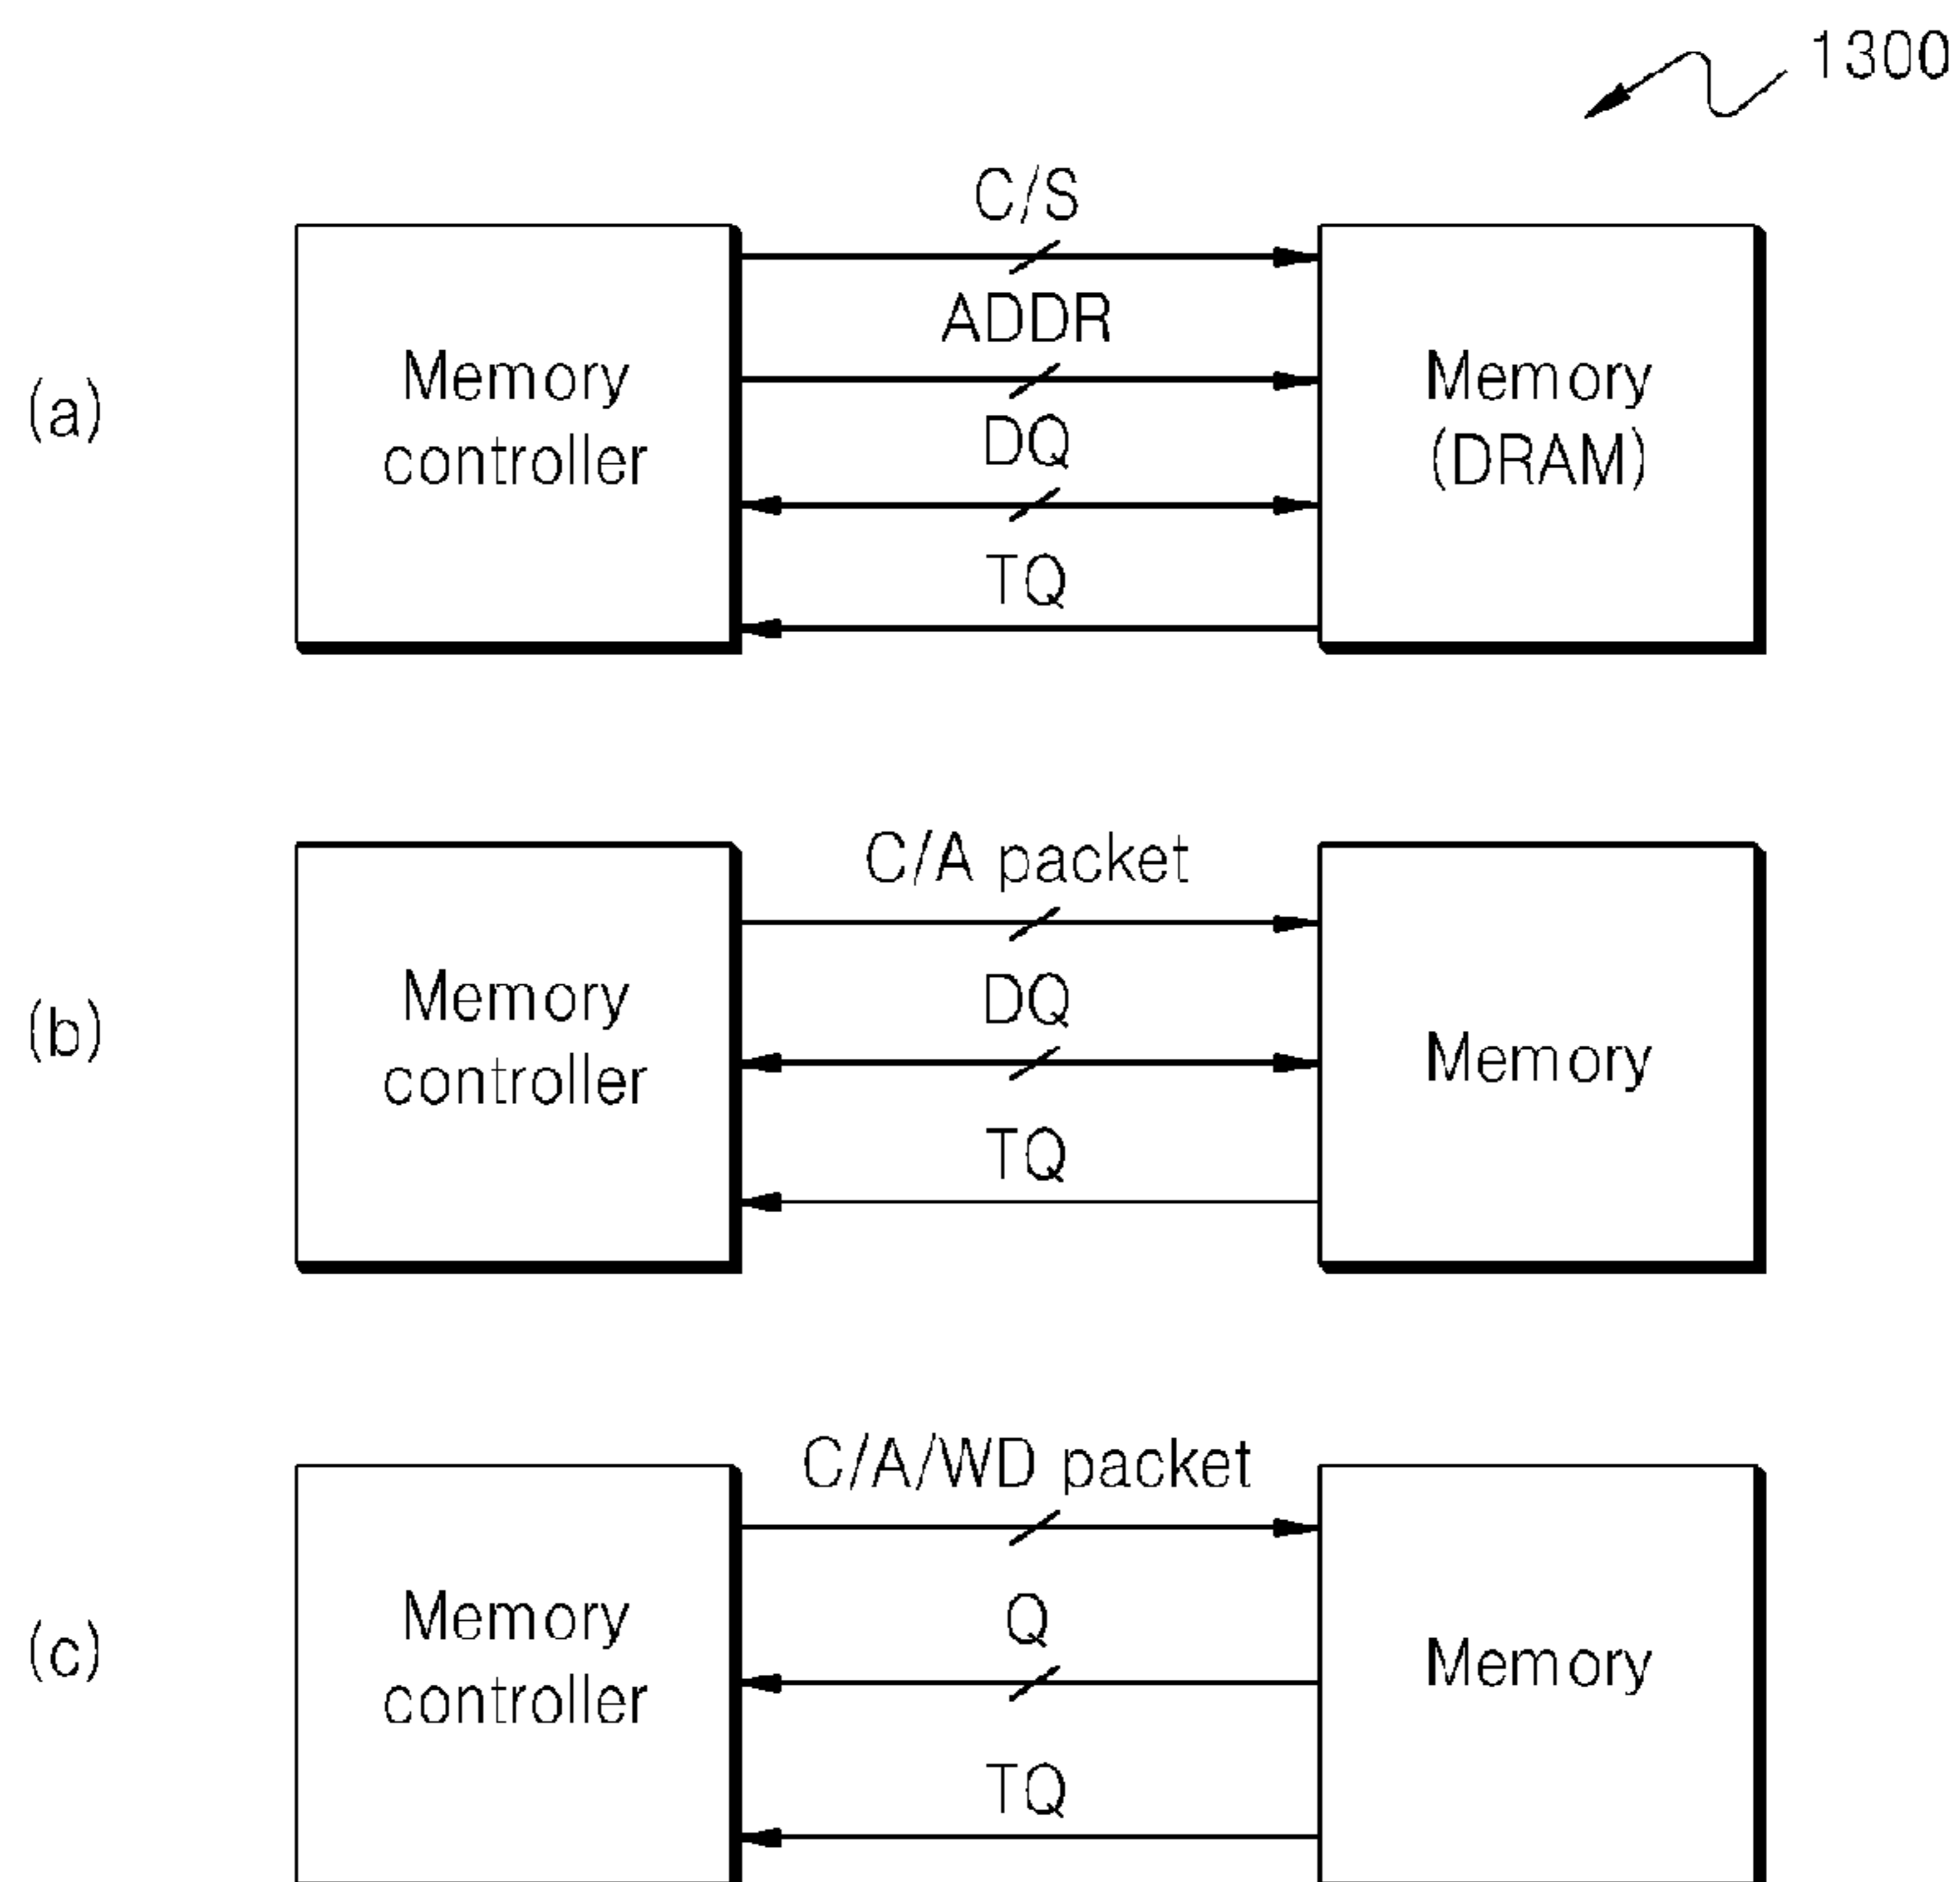 1300
(a)
Memory
controller
C/S
ADDR
DQ
TQ
Memory
(DRAM)
(b)
Memory
controller
C/A packet
DQ
TQ
Memory
(c)
Memory
controller
C/A/WD packet
Q
TQ
Memory